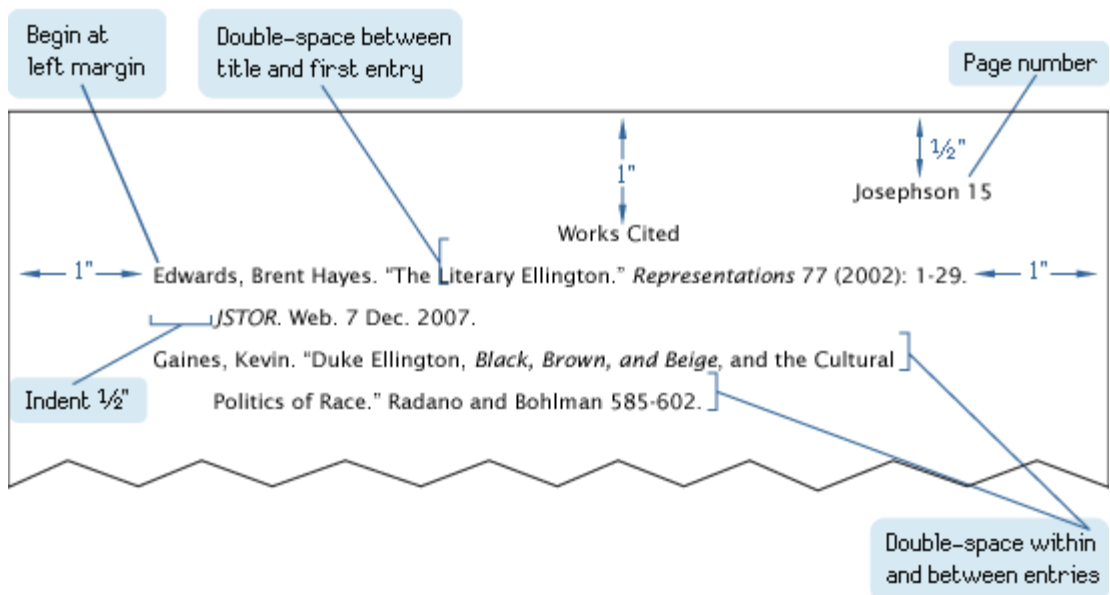 Begin at
left margin
Double-space between
title and first entry
Page number
1"
½"
Josephson 15
Works Cited
1"
Edwards, Brent Hayes. “The Literary Ellington.” Representations 77 (2002): 1-29.
1"
JSTOR. Web. 7 Dec. 2007.
Gaines, Kevin. “Duke Ellington, Black, Brown, and Beige, and the Cultural
Indent ½"
Politics of Race.” Radano and Bohlman 585-602.
Double-space within
and between entries